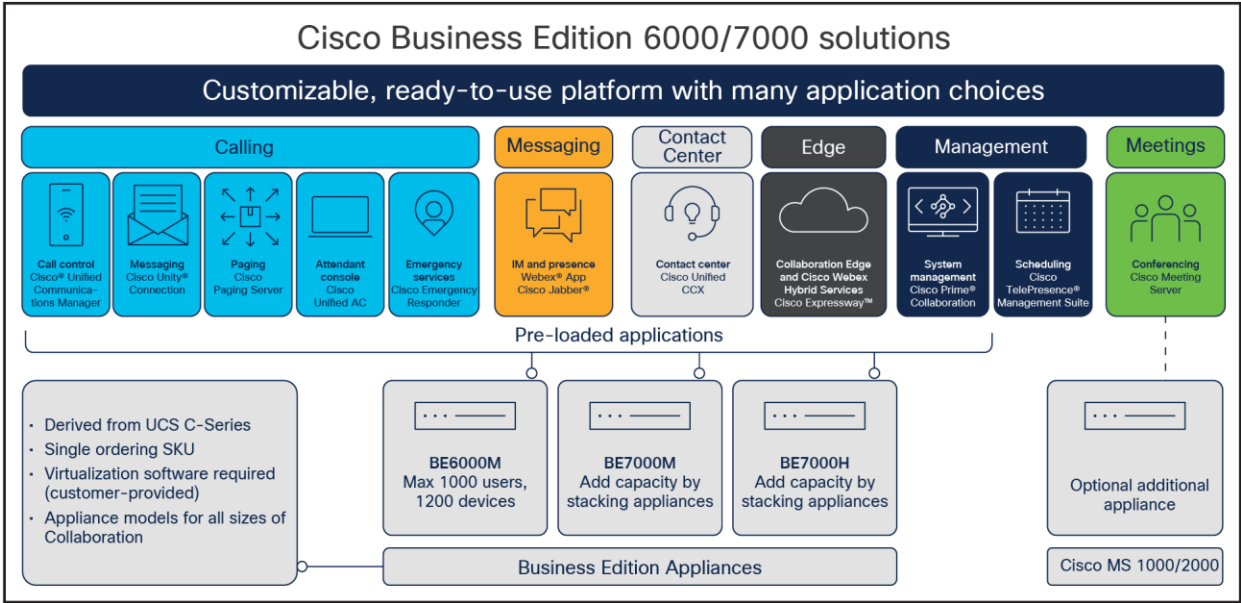 Cisco Business Edition 6000/7000 solutions
Customizable, ready-to-use platform with many application choices
Calling
Messaging
Contact
Center
Edge
Management
Meetings
Call control
Cisco® Unified
Communica-
tions Manager
Messaging
Cisco Unity®
Connection
Paging
Cisco
Paging Server
Attendant
console
Cisco
Unified AC
Emergency
services
Cisco Emergency
Responder
IM and presence
Webex® App
Cisco Jabber®
Contact center
Cisco Unified
CCX
Collaboration Edge
and Cisco Webex
Hybrid Services
Cisco Expressway™
System
management
Cisco Prime®
Collaboration
Scheduling
Cisco
TelePresence®
Management Suite
Conferencing
Cisco Meeting
Server
Pre-loaded applications
• Derived from UCS C-Series
• Single ordering SKU
• Virtualization software required
(customer-provided)
• Appliance models for all sizes of
Collaboration
BE6000M
Max 1000 users,
1200 devices
BE7000M
Add capacity by
stacking appliances
BE7000H
Add capacity by
stacking appliances
Optional additional
appliance
Business Edition Appliances
Cisco MS 1000/2000